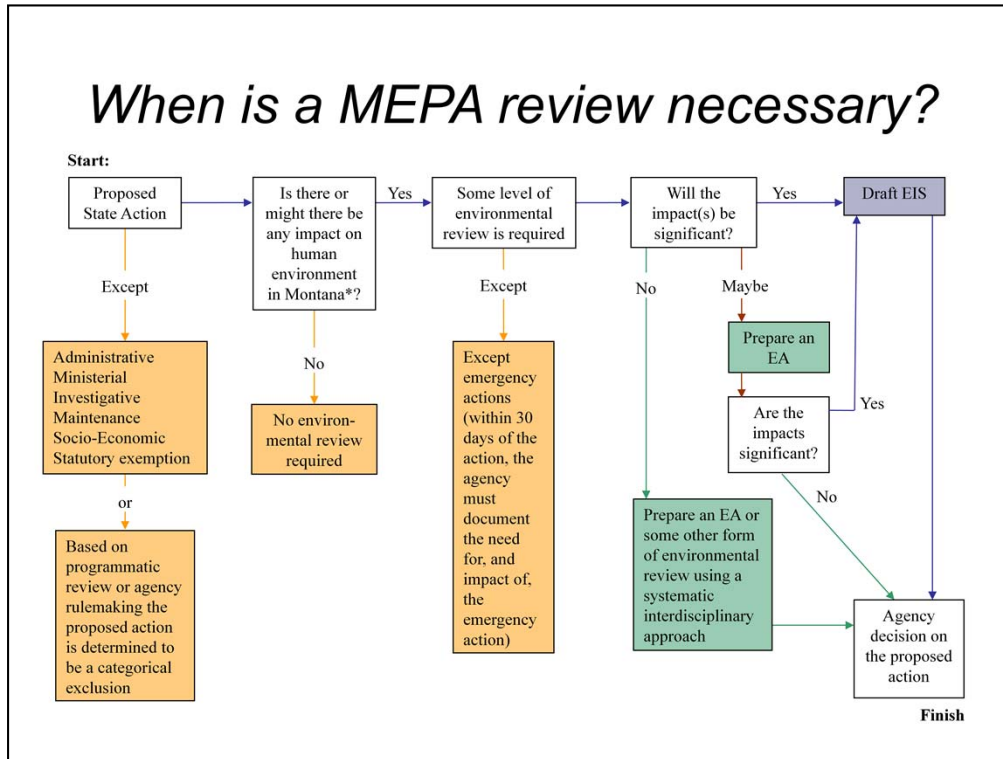 When is a MEPA review necessary?
Start:
Proposed
State Action
Is there or
might there be
any impact on
human
environment
in Montana*?
Yes
Some level of
environmental
review is required
Will the
impact(s) be
significant?
Yes
Draft EIS
Except
No
Except
No
Maybe
Administrative
Ministerial
Investigative
Maintenance
Socio-Economic
Statutory exemption
No environ-
mental review
required
Except
emergency
actions
(within 30
days of the
action, the
agency
must
document
the need
for, and
impact of,
the
emergency
action)
Prepare an
EA
Are the
impacts
significant?
Yes
No
or
Based on
programmatic
review or agency
rulemaking the
proposed action
is determined to
be a categorical
exclusion
Prepare an EA or
some other form
of environmental
review using a
systematic
interdisciplinary
approach
Agency
decision on
the proposed
action
Finish